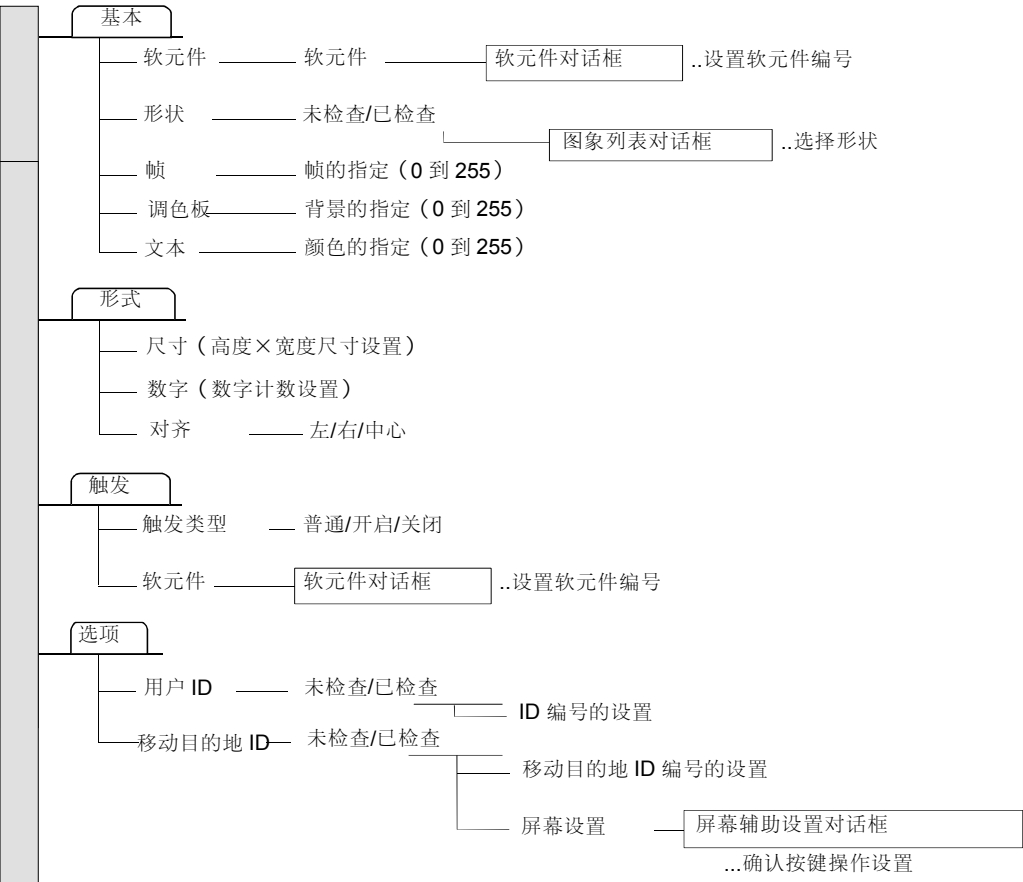 基本
软元件 软元件 软元件对话框 ..设置软元件编号
形状 未检查/已检查
图象列表对话框 ..选择形状
帧 帧的指定（0 到 255）
调色板 背景的指定（0 到 255）
文本 颜色的指定（0 到 255）
形式
尺寸（高度×宽度尺寸设置）
数字（数字计数设置）
对齐 左/右/中心
触发
触发类型 普通/开启/关闭
软元件 软元件对话框 ..设置软元件编号
选项
用户 ID 未检查/已检查
ID 编号的设置
移动目的地 ID 未检查/已检查
移动目的地 ID 编号的设置
屏幕设置 屏幕辅助设置对话框
...确认按键操作设置